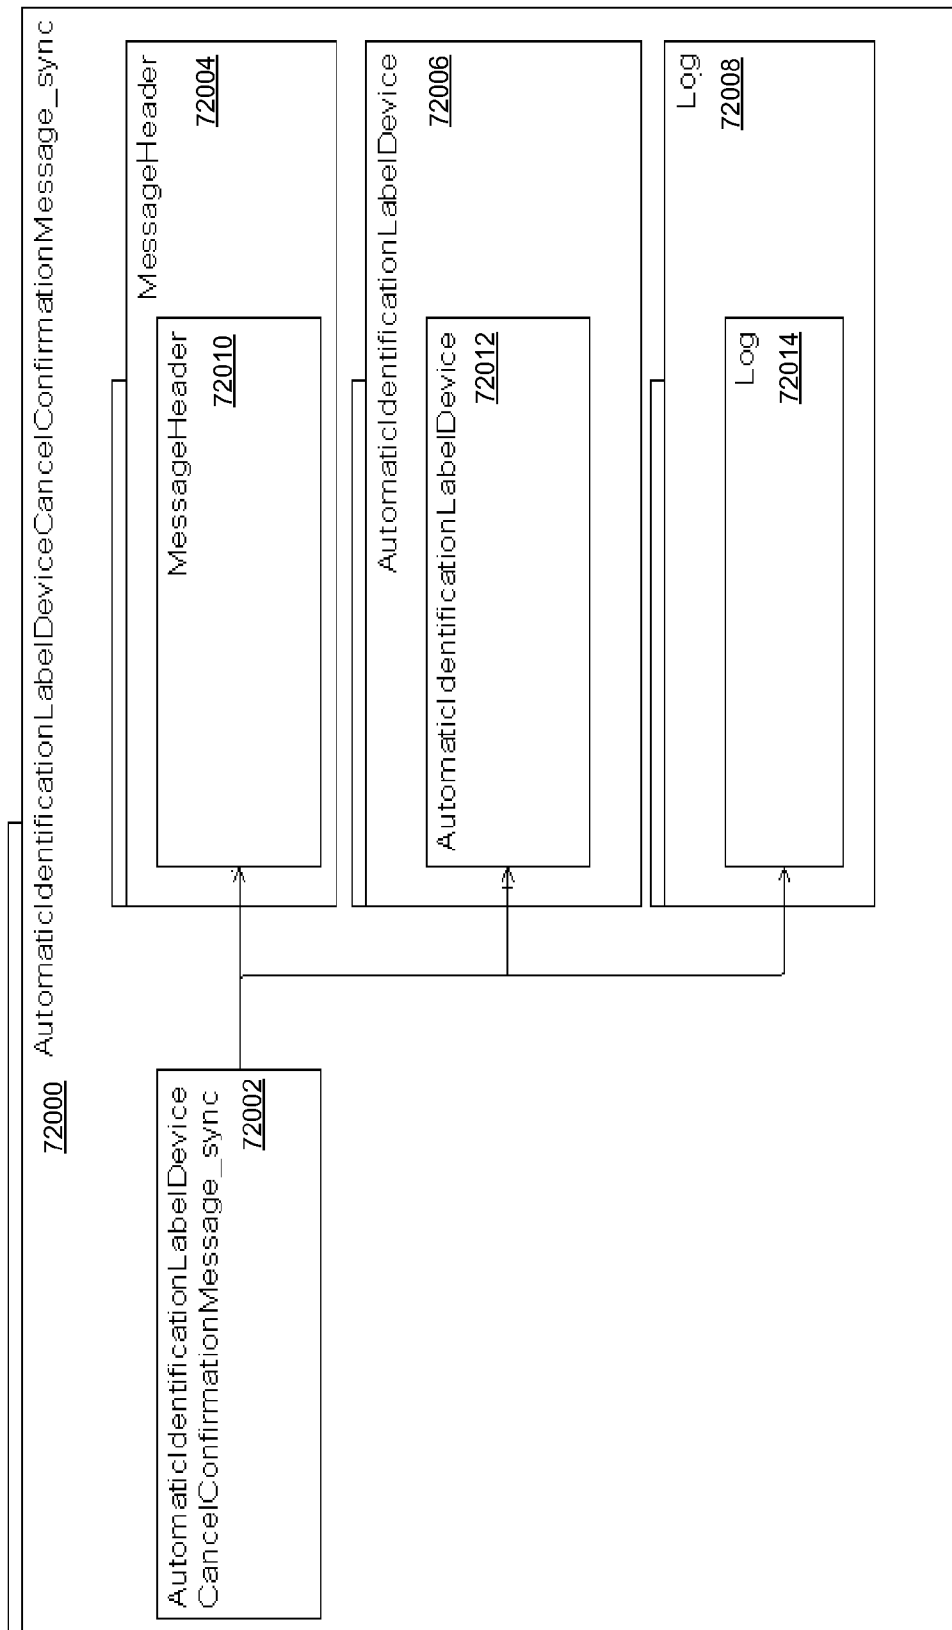 AutomaticIdentificationLabelDeviceCancelConfirmationMessage_sync
72000
AutomaticIdentificationLabelDevice
CancelConfirmationMessage_sync
72002
MessageHeader
72004
MessageHeader
72010
AutomaticIdentificationLabelDevice
72006
AutomaticIdentificationLabelDevice
72012
Log
72008
Log
72014